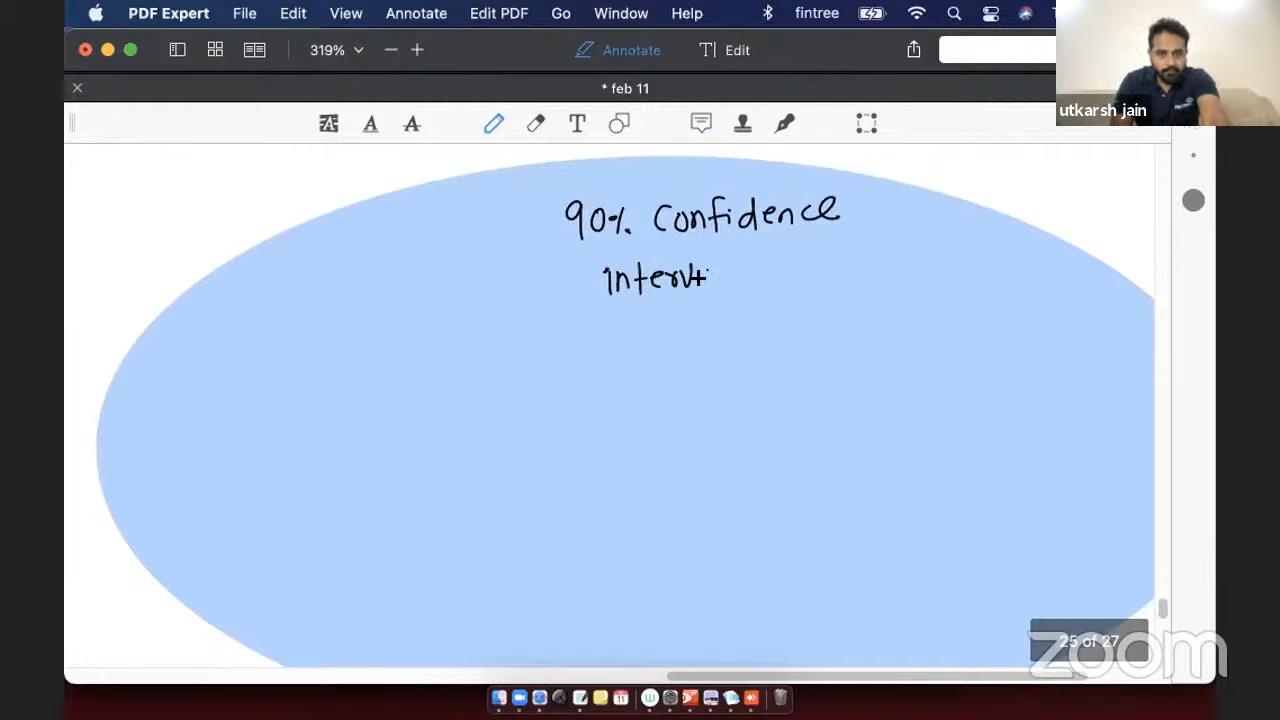 PDF Expert File Edit View Annotate Edit PDF Go Window Help fintree
319% Annotate T Edit
* feb 11
utkarsh jain
90% Confidence
interv
25 of 27
zoom